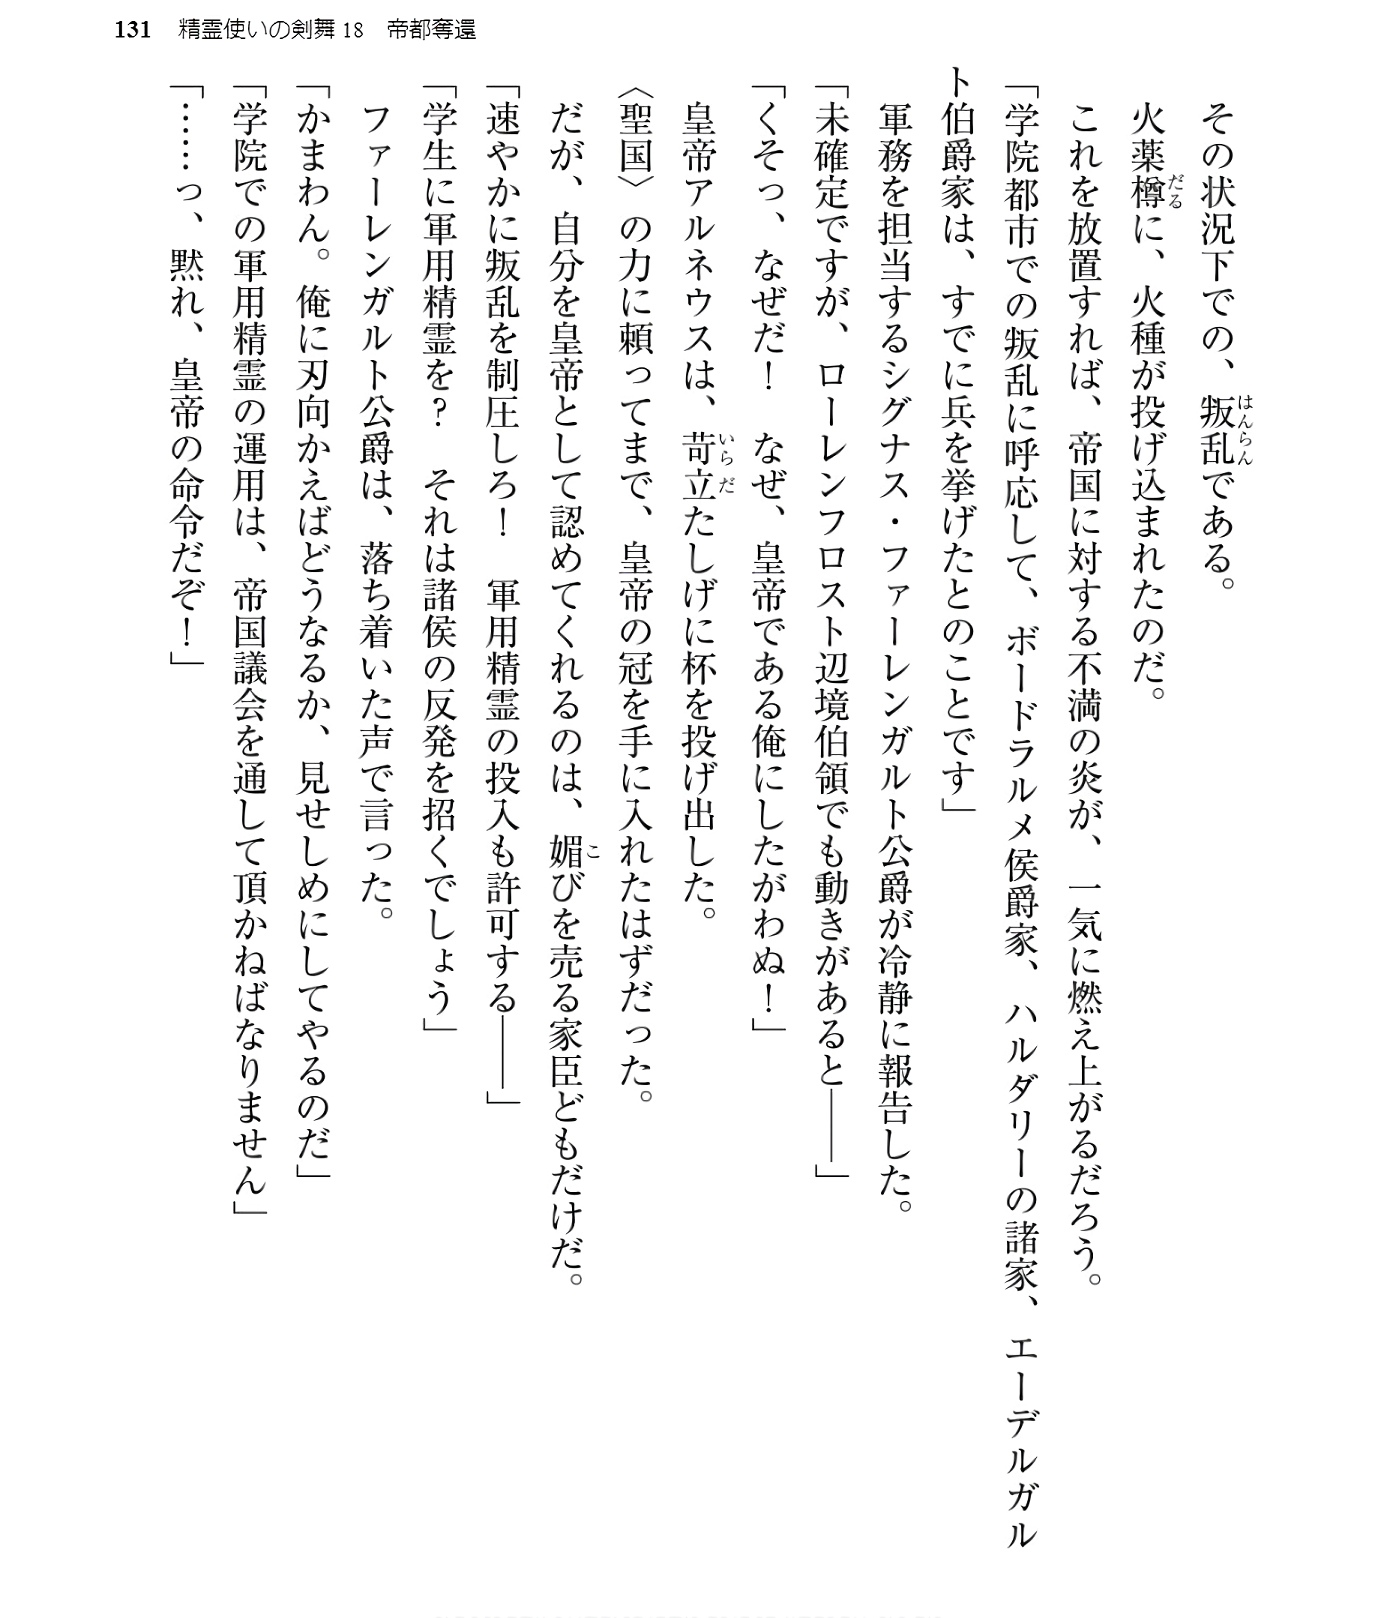 131 精霊使いの剣舞18 帝都奪還
その状況下での、叛乱である。
火薬樽に、火種が投げ込まれたのだ。
これを放置すれば、帝国に対する不満の炎が、一気に燃え上がるだろう。
「学院都市での叛乱に呼応して、ボードラルメ侯爵家、ハルダリーの諸家、エーデルガル
ト伯爵家は、すでに兵を挙げたとのことです」
軍務を担当するシグナス・ファーレンガルト公爵が冷静に報告した。
「未確定ですが、ローレンフロスト辺境伯領でも動きがあると――」
「くそっ、なぜだ！　なぜ、皇帝である俺にしたがわぬ！」
皇帝アルネウスは、苛立たしげに杯を投げ出した。
〈聖国〉の力に頼ってまで、皇帝の冠を手に入れたはずだった。
だが、自分を皇帝として認めてくれるのは、媚びを売る家臣どもだけだ。
「速やかに叛乱を制圧しろ！　軍用精霊の投入も許可する――」
「学生に軍用精霊を？　それは諸侯の反発を招くでしょう」
ファーレンガルト公爵は、落ち着いた声で言った。
「かまわん。俺に刃向かえばどうなるか、見せしめにしてやるのだ」
「学院での軍用精霊の運用は、帝国議会を通して頂かねばなりません」
「……っ、黙れ、皇帝の命令だぞ！」